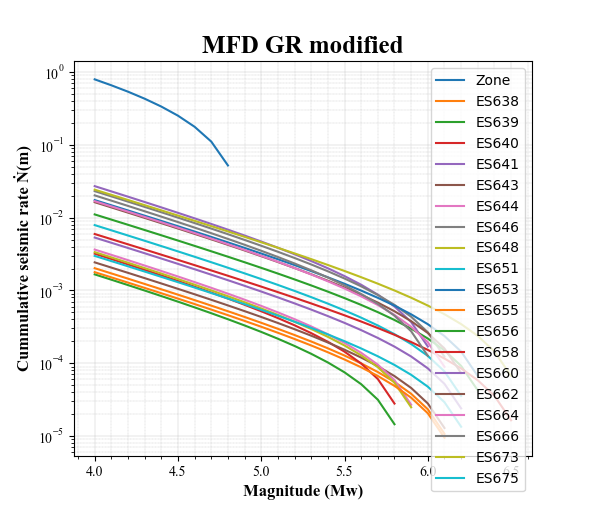 MFD GR modified
Cummulative seismic rate Ṅ(m)
10⁰
10⁻¹
10⁻²
10⁻³
10⁻⁴
10⁻⁵
4.0
4.5
5.0
5.5
6.0
6.5
Magnitude (Mw)
Zone
ES638
ES639
ES640
ES641
ES643
ES644
ES646
ES648
ES651
ES653
ES655
ES656
ES658
ES660
ES662
ES664
ES666
ES673
ES675